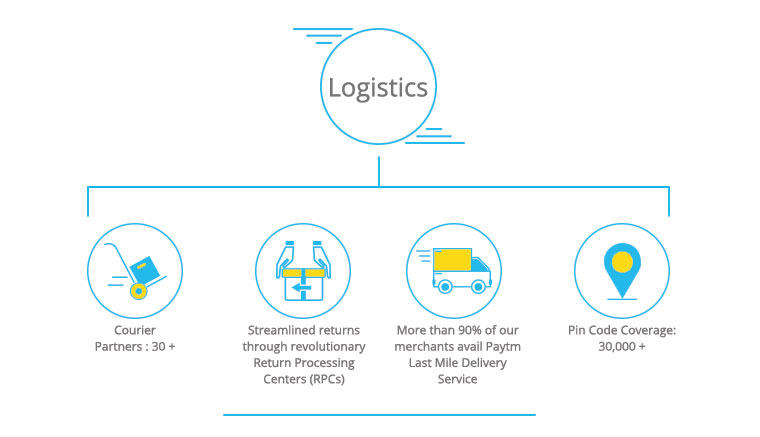 Logistics
Courier
Partners : 30 +
Streamlined returns
through revolutionary
Return Processing
Centers (RPCs)
More than 90% of our
merchants avail Paytm
Last Mile Delivery
Service
Pin Code Coverage:
30,000 +